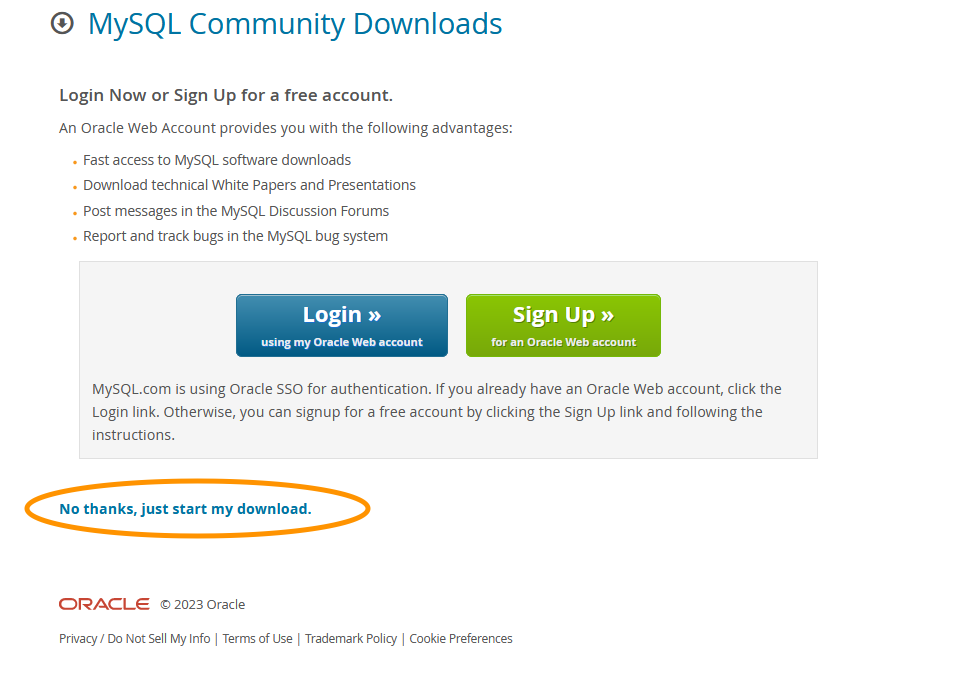 MySQL Community Downloads
Login Now or Sign Up for a free account.
An Oracle Web Account provides you with the following advantages:
Fast access to MySQL software downloads
Download technical White Papers and Presentations
Post messages in the MySQL Discussion Forums
Report and track bugs in the MySQL bug system
Login »
using my Oracle Web account
Sign Up »
for an Oracle Web account
MySQL.com is using Oracle SSO for authentication. If you already have an Oracle Web account, click the
Login link. Otherwise, you can signup for a free account by clicking the Sign Up link and following the
instructions.
No thanks, just start my download.
ORACLE © 2023 Oracle
Privacy / Do Not Sell My Info | Terms of Use | Trademark Policy | Cookie Preferences